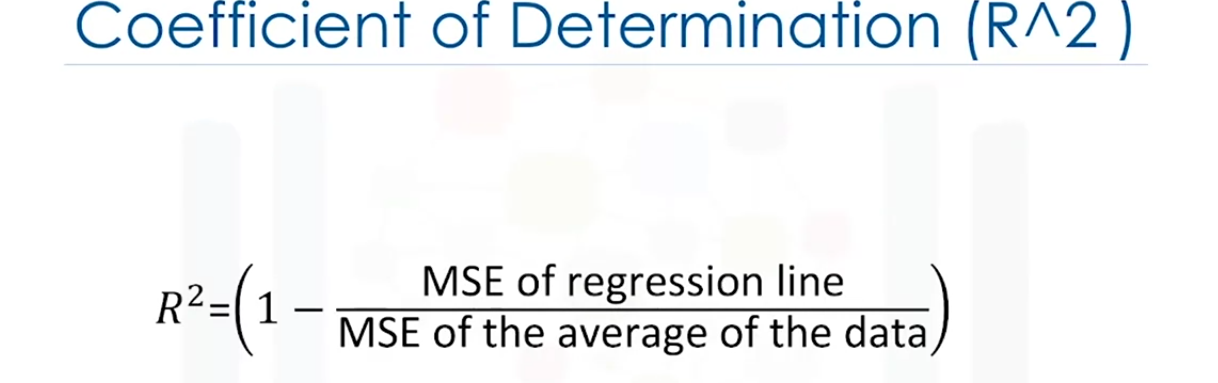 Coefficient of Determination (R^2 )
R²=(1 − MSE of regression line
MSE of the average of the data)